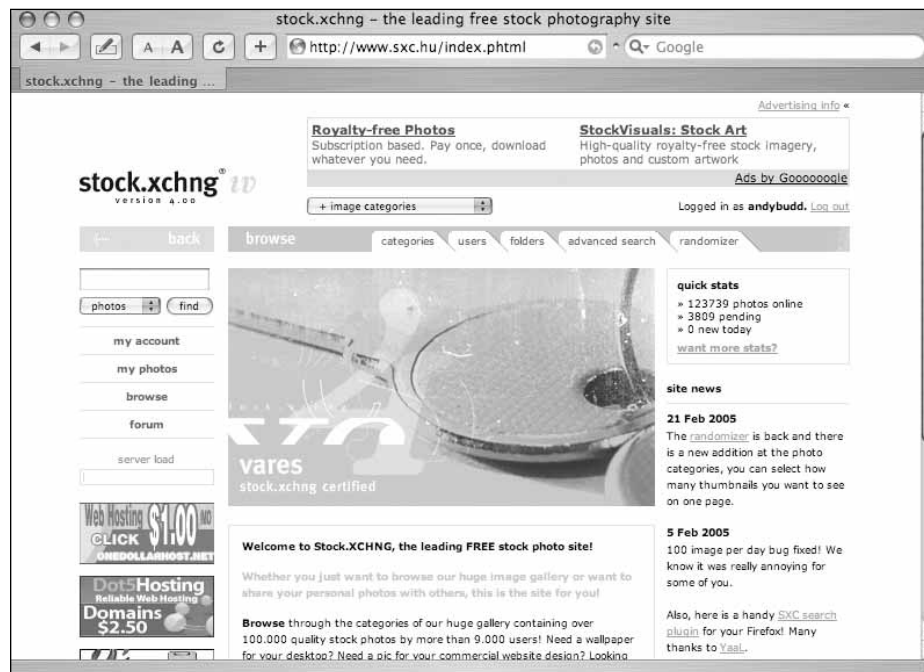 stock.xchng – the leading free stock photography site
A A + http://www.sxc.hu/index.phtml Google
stock.xchng – the leading ...
Advertising info «
Royalty-free Photos
Subscription based. Pay once, download
whatever you need.
StockVisuals: Stock Art
High-quality royalty-free stock imagery,
photos and custom artwork
Ads by Goooooogle
stock.xchng® iv
version 4.00
+ image categories
Logged in as andybudd. Log out
back
browse
categories users folders advanced search randomizer
photos find
my account
my photos
browse
forum
server load
Web Hosting $1.00 /MO
CLICK
ONEDOLLARHOST.NET
Dot5Hosting
Reliable Web Hosting
Domains
$2.50
vares
stock.xchng certified
Welcome to Stock.XCHNG, the leading FREE stock photo site!
Whether you just want to browse our huge image gallery or want to
share your personal photos with others, this is the site for you!
Browse through the categories of our huge gallery containing over
100.000 quality stock photos by more than 9.000 users! Need a wallpaper
for your desktop? Need a pic for your commercial website design? Looking
quick stats
» 123739 photos online
» 3809 pending
» 0 new today
want more stats?
site news
21 Feb 2005
The randomizer is back and there
is a new addition at the photo
categories, you can select how
many thumbnails you want to see
on one page.
5 Feb 2005
100 image per day bug fixed! We
know it was really annoying for
some of you.
Also, here is a handy SXC search
plugin for your Firefox! Many
thanks to YaaL.